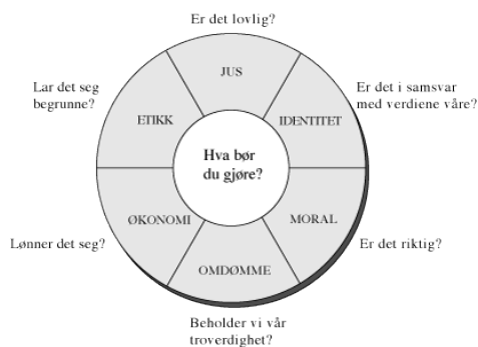 Er det lovlig?
JUS
Lar det seg
begrunne?
ETIKK
Er det i samsvar
med verdiene våre?
IDENTITET
Hva bør
du gjøre?
ØKONOMI
Lønner det seg?
MORAL
Er det riktig?
OMDØMME
Beholder vi vår
troverdighet?